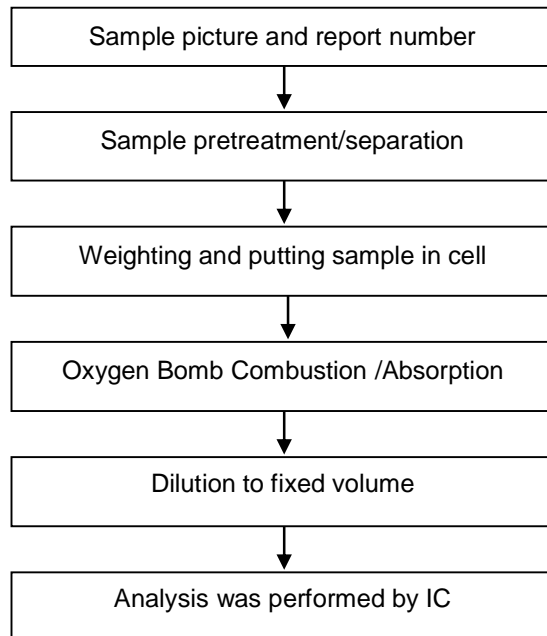 Sample picture and report number
Sample pretreatment/separation
Weighting and putting sample in cell
Oxygen Bomb Combustion /Absorption
Dilution to fixed volume
Analysis was performed by IC